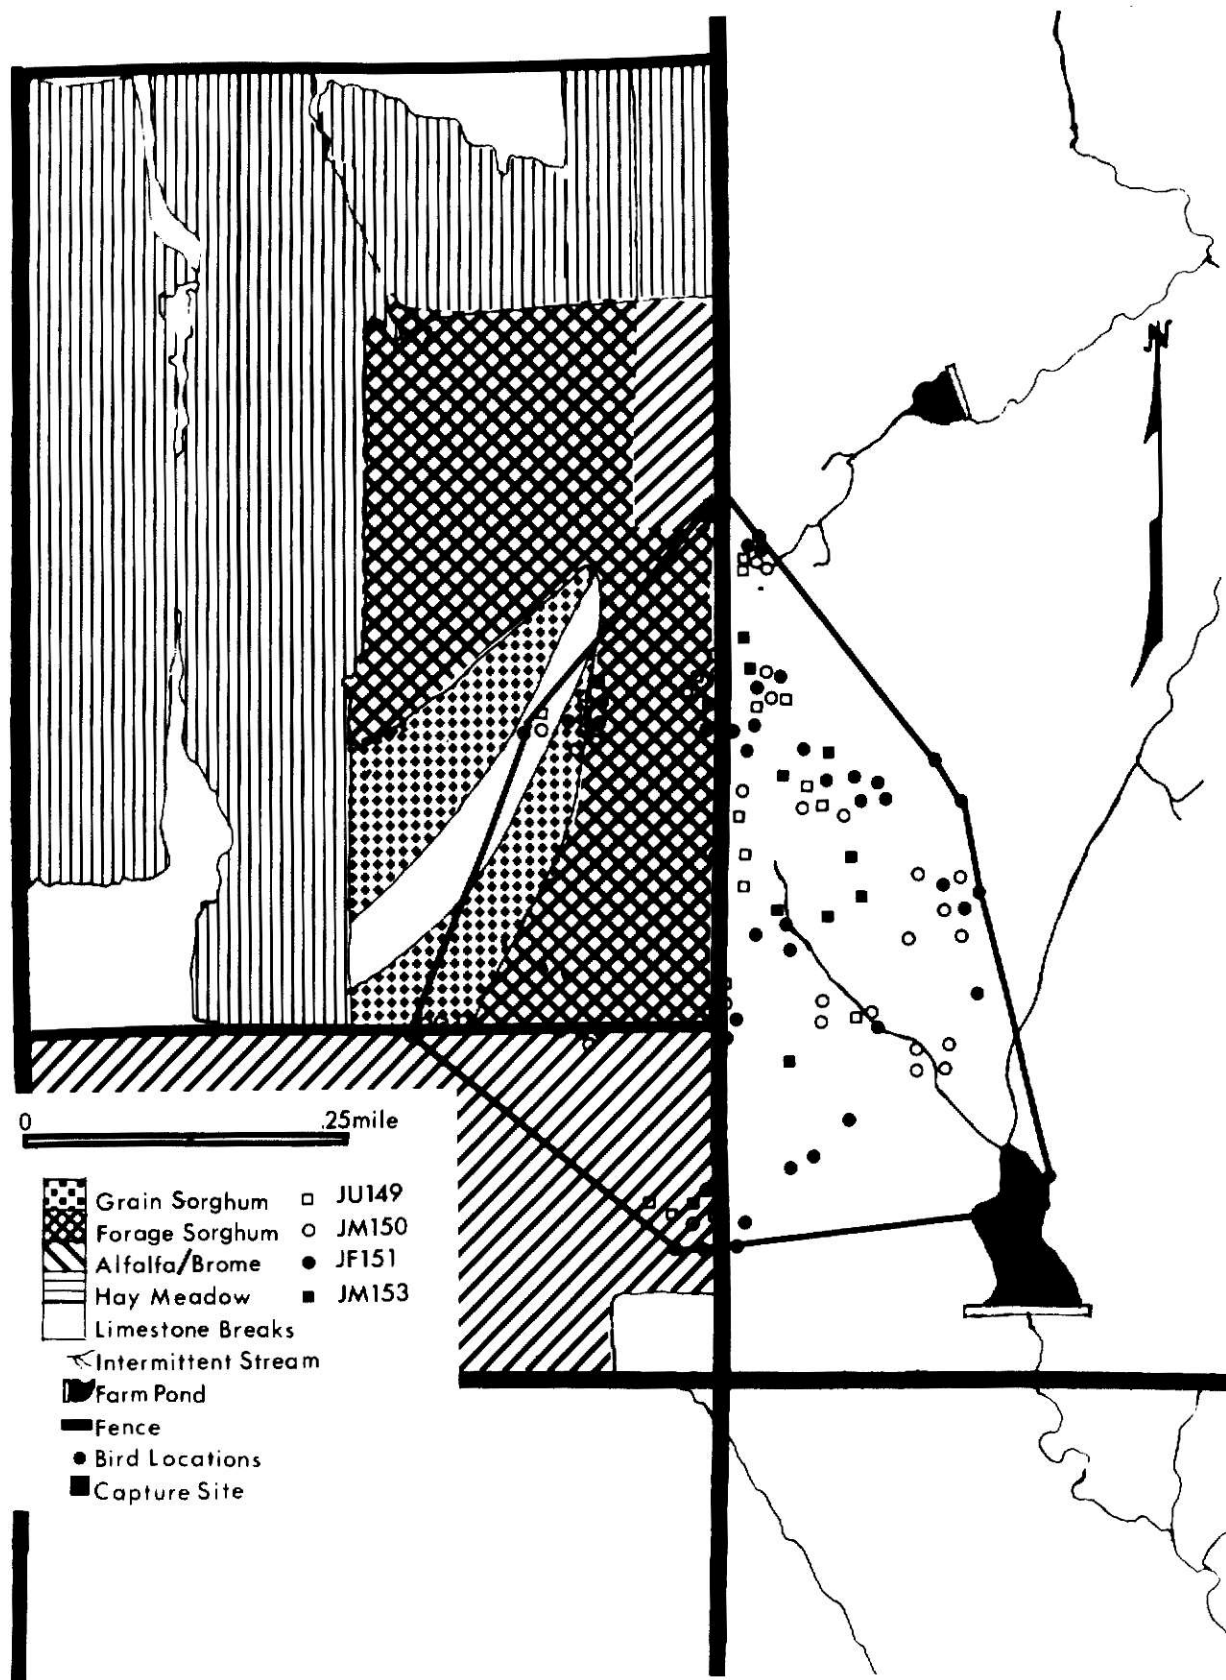 N
0 .25mile
Grain Sorghum JU149
Forage Sorghum JM150
Alfalfa/Brome JF151
Hay Meadow JM153
Limestone Breaks
Intermittent Stream
Farm Pond
Fence
Bird Locations
Capture Site